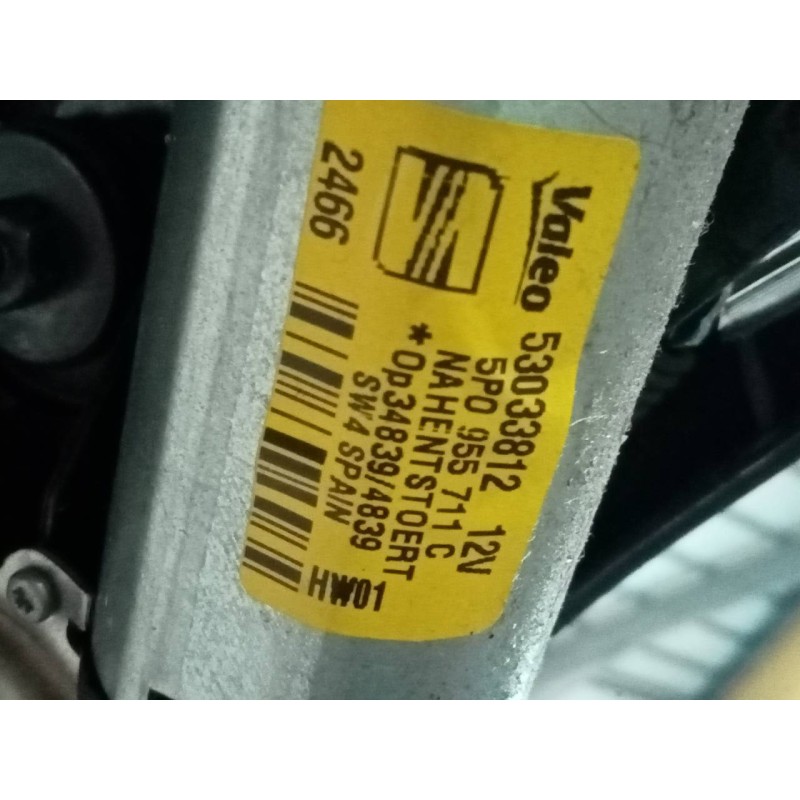 Valeo 53033812 12V
5P0 955 711 C
NAHENTSTOERT
*Op34839/4839
SW4 SPAIN
2466
HW01